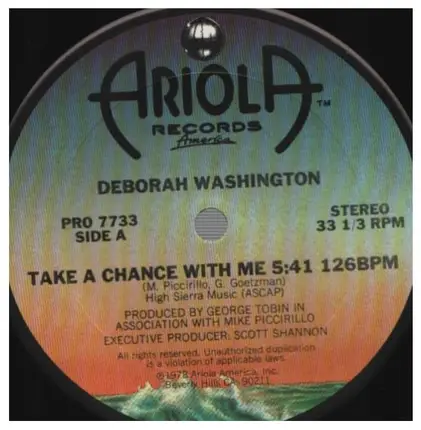 ARIOLA™
RECORDS
America
DEBORAH WASHINGTON
PRO 7733
SIDE A
STEREO
33 1/3 RPM
TAKE A CHANCE WITH ME 5:41 126BPM
(M. Piccirillo, G. Goetzman)
High Sierra Music (ASCAP)
PRODUCED BY GEORGE TOBIN IN
ASSOCIATION WITH MIKE PICCIRILLO
EXECUTIVE PRODUCER: SCOTT SHANNON
All rights reserved. Unauthorized duplication
is a violation of applicable laws.
℗1978 Ariola America, Inc.
Beverly Hills, CA. 90211